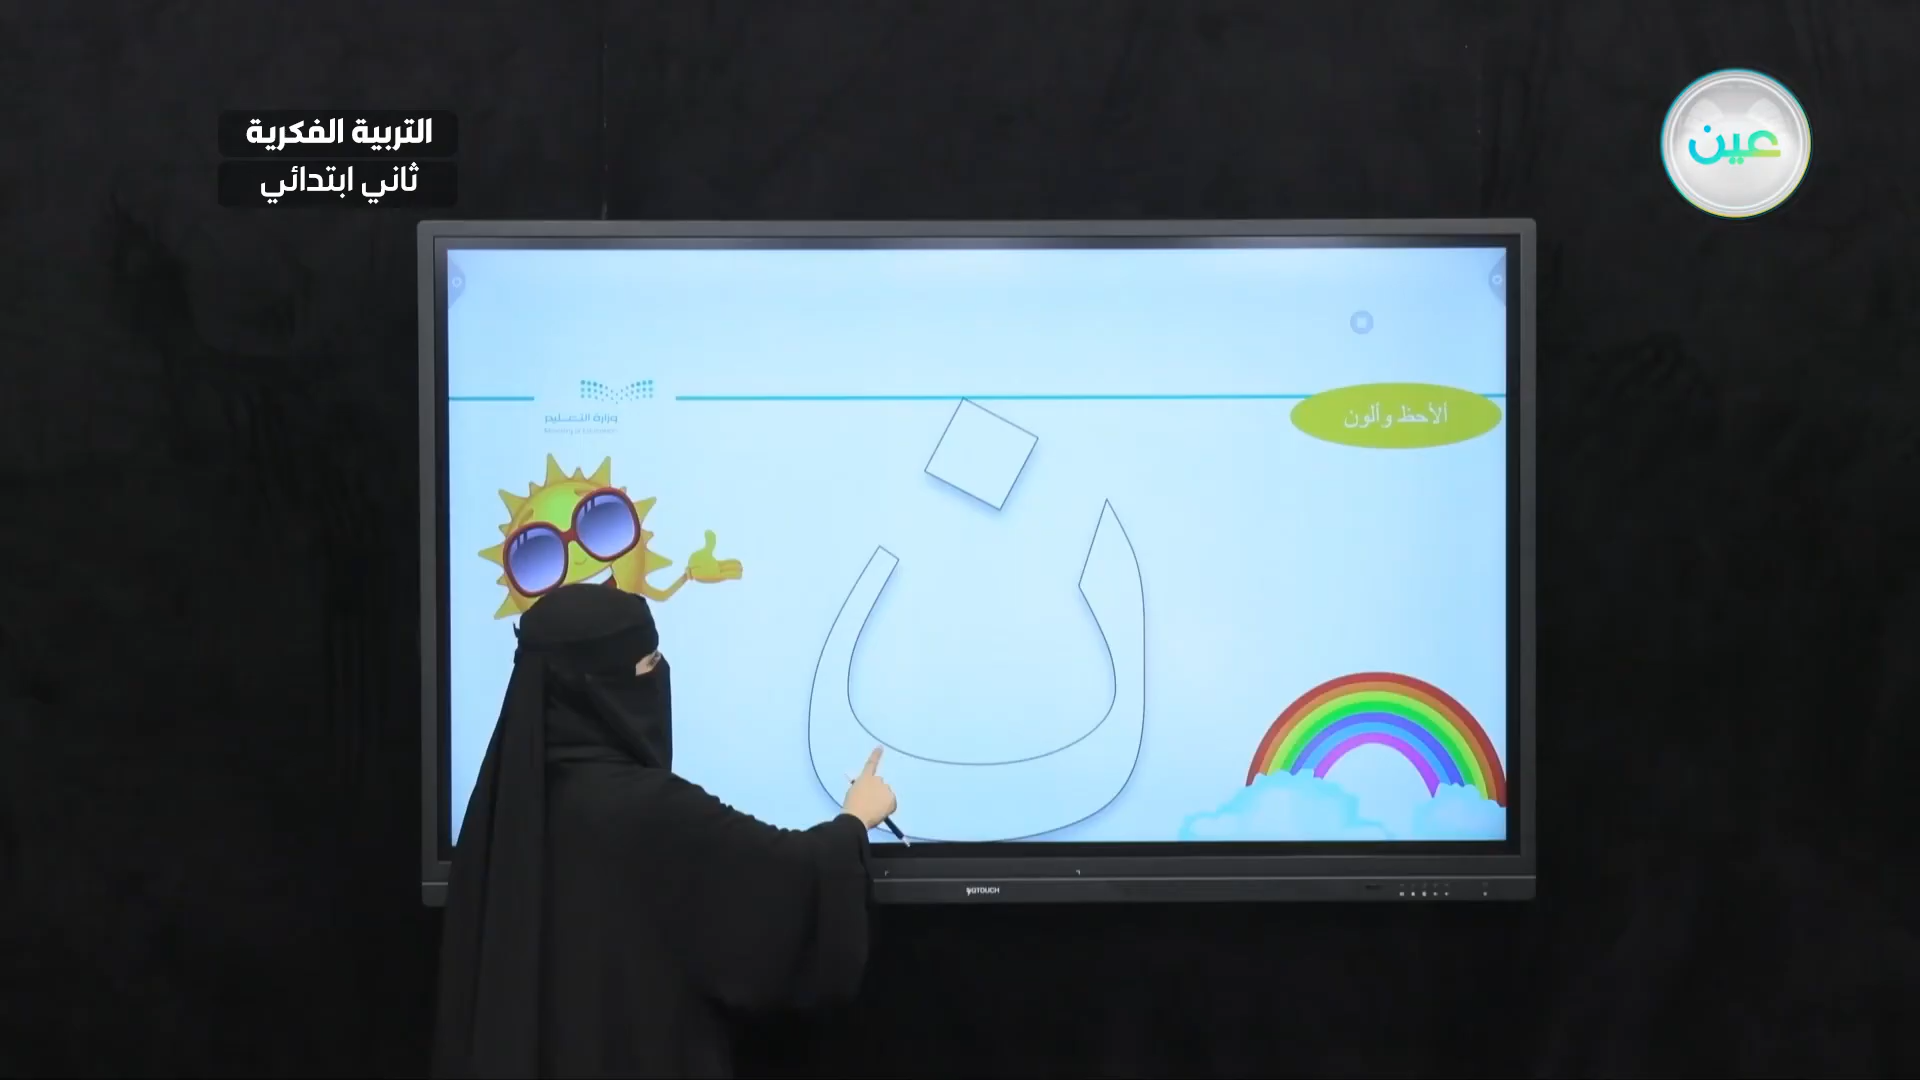 التربية الفكرية
ثاني ابتدائي
عين
ألاحظ وألون
وزارة التعليم
ن